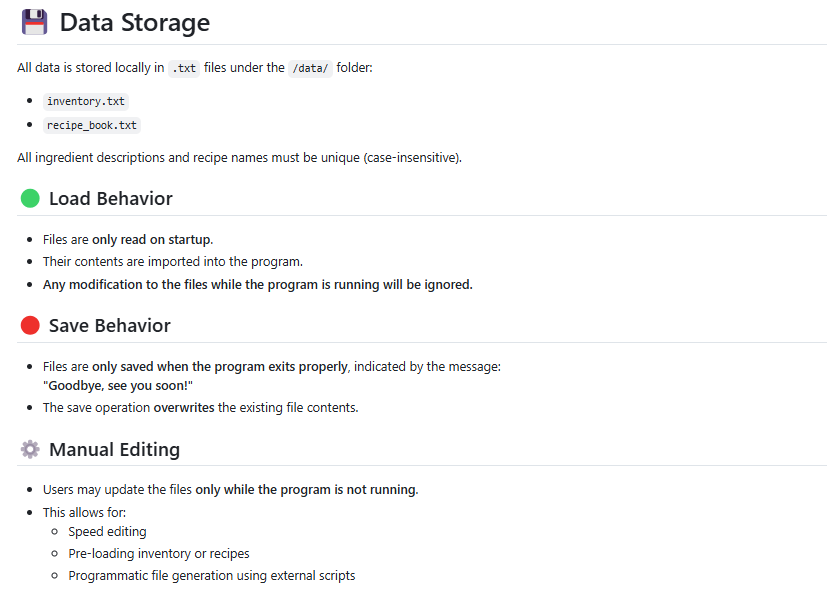 Data Storage
All data is stored locally in .txt files under the /data/ folder:
inventory.txt
recipe_book.txt
All ingredient descriptions and recipe names must be unique (case-insensitive).
Load Behavior
Files are only read on startup.
Their contents are imported into the program.
Any modification to the files while the program is running will be ignored.
Save Behavior
Files are only saved when the program exits properly, indicated by the message:
"Goodbye, see you soon!"
The save operation overwrites the existing file contents.
Manual Editing
Users may update the files only while the program is not running.
This allows for:
Speed editing
Pre-loading inventory or recipes
Programmatic file generation using external scripts